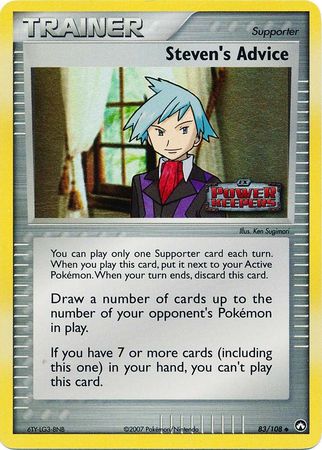 TRAINER
Supporter
Steven's Advice
EX
POWER
KEEPERS
Illus. Ken Sugimori
You can play only one Supporter card each turn.
When you play this card, put it next to your Active
Pokémon. When your turn ends, discard this card.
Draw a number of cards up to the
number of your opponent's Pokémon
in play.
If you have 7 or more cards (including
this one) in your hand, you can't play
this card.
6TY-LG3-8NB
©2007 Pokémon/Nintendo
83/108 ◆